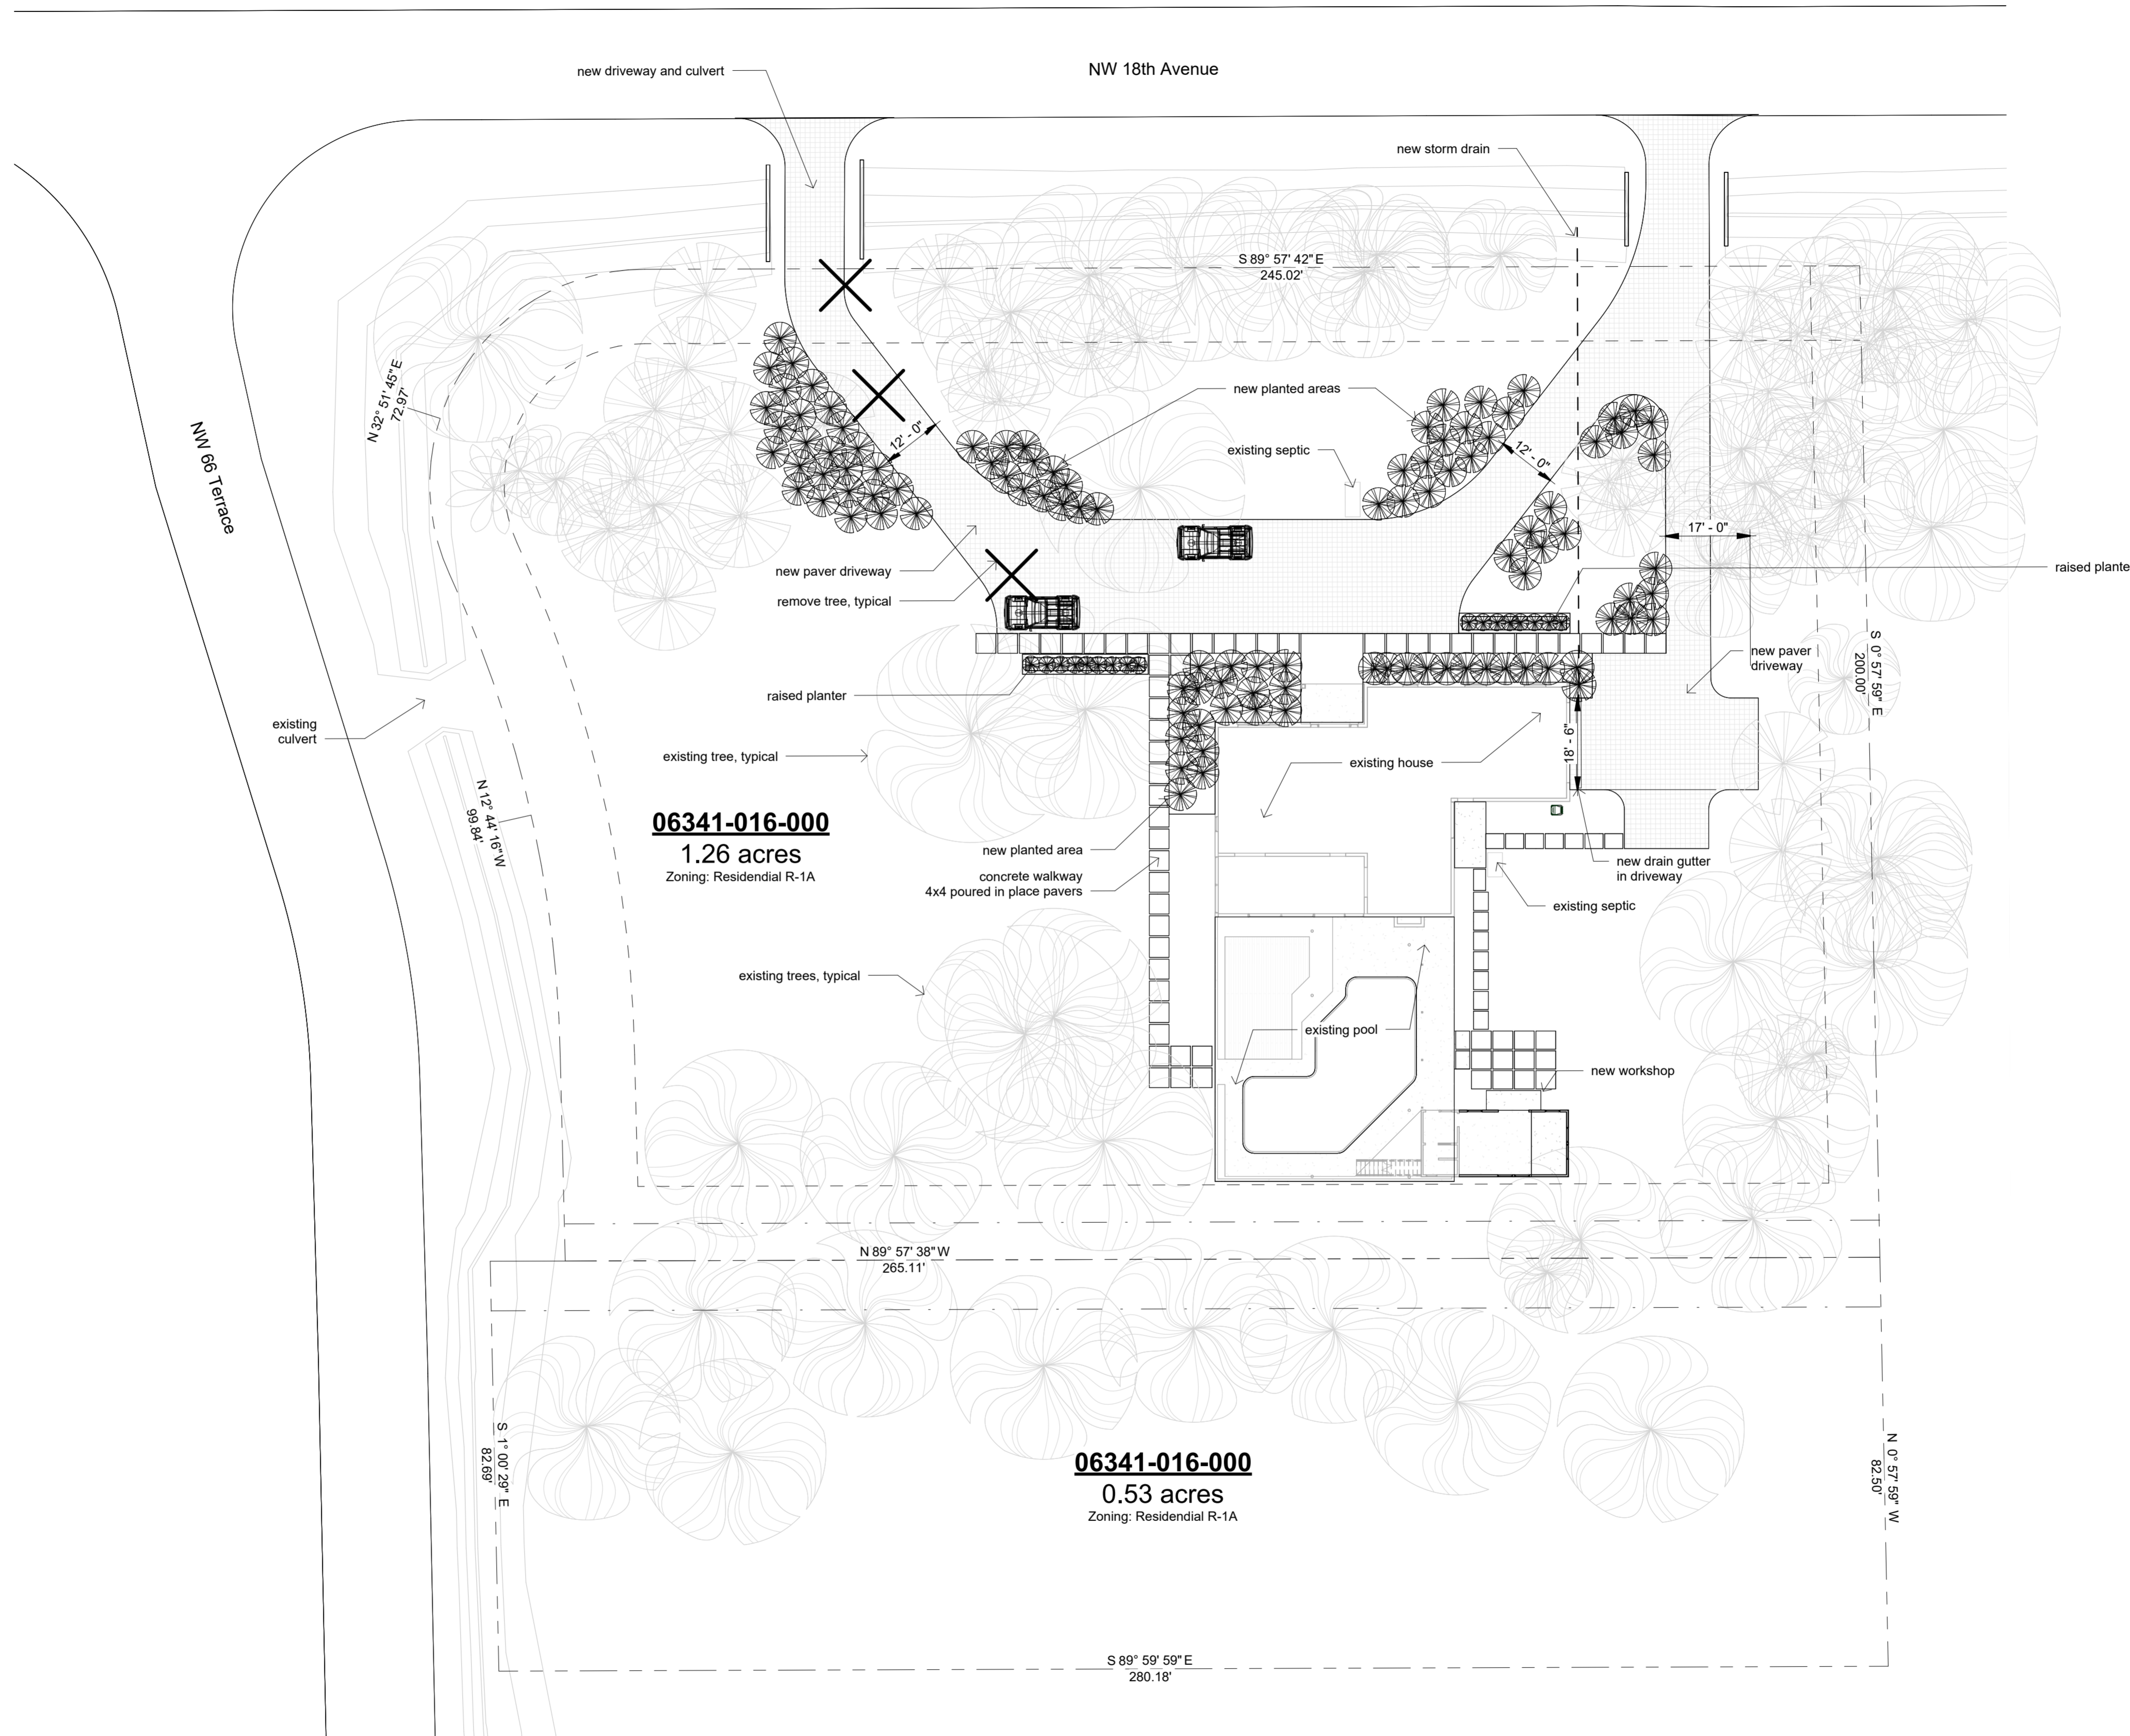 new driveway and culvert
NW 18th Avenue
new storm drain
S 89° 57' 42" E
245.02'
N 32° 51' 45" E
72.97'
NW 66 Terrace
new planted areas
12' - 0"
existing septic
12' - 0"
17' - 0"
new paver driveway
remove tree, typical
raised plante
raised planter
new paver
driveway
S 0° 57' 59" E
200.00'
existing
culvert
existing tree, typical
existing house
18' - 6"
N 12° 44' 16" W
99.84'
06341-016-000
1.26 acres
Zoning: Residendial R-1A
new planted area
concrete walkway
4x4 poured in place pavers
new drain gutter
in driveway
existing septic
existing trees, typical
existing pool
new workshop
N 89° 57' 38" W
265.11'
S 1° 00' 29" E
82.69'
06341-016-000
0.53 acres
Zoning: Residendial R-1A
N 0° 57' 59" W
82.50'
S 89° 59' 59" E
280.18'